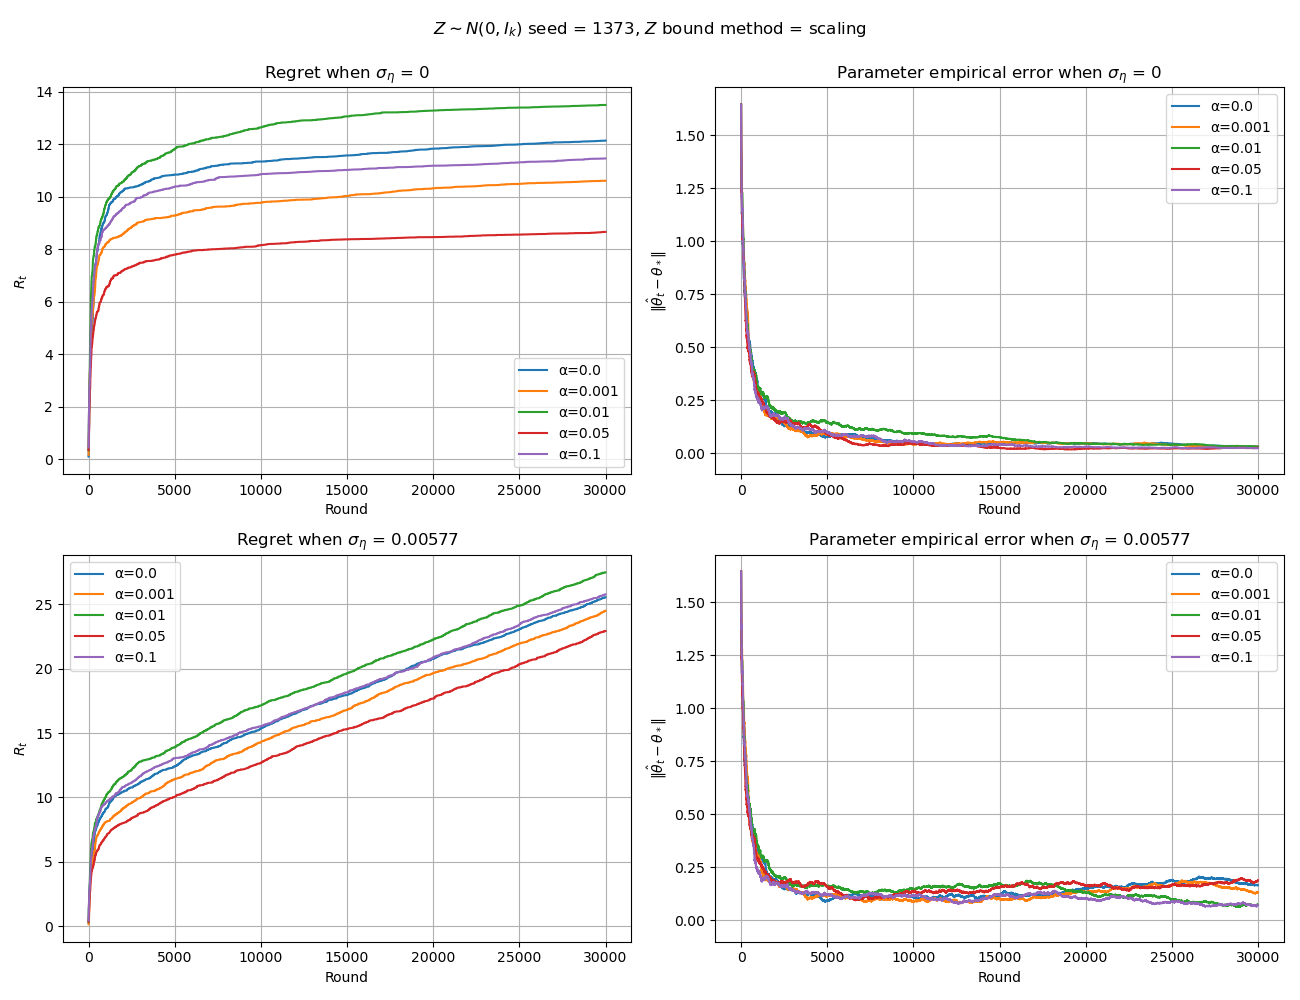 Z ~ N(0, I_k) seed = 1373, Z bound method = scaling
Regret when σ_η = 0
14
12
10
8
6
4
2
0
R_t
0 5000 10000 15000 20000 25000 30000
Round
α=0.0
α=0.001
α=0.01
α=0.05
α=0.1
Parameter empirical error when σ_η = 0
1.50
1.25
1.00
0.75
0.50
0.25
0.00
‖θ̂_t − θ_*‖
0 5000 10000 15000 20000 25000 30000
Round
α=0.0
α=0.001
α=0.01
α=0.05
α=0.1
Regret when σ_η = 0.00577
25
20
15
10
5
0
R_t
0 5000 10000 15000 20000 25000 30000
Round
α=0.0
α=0.001
α=0.01
α=0.05
α=0.1
Parameter empirical error when σ_η = 0.00577
1.50
1.25
1.00
0.75
0.50
0.25
0.00
‖θ̂_t − θ_*‖
0 5000 10000 15000 20000 25000 30000
Round
α=0.0
α=0.001
α=0.01
α=0.05
α=0.1